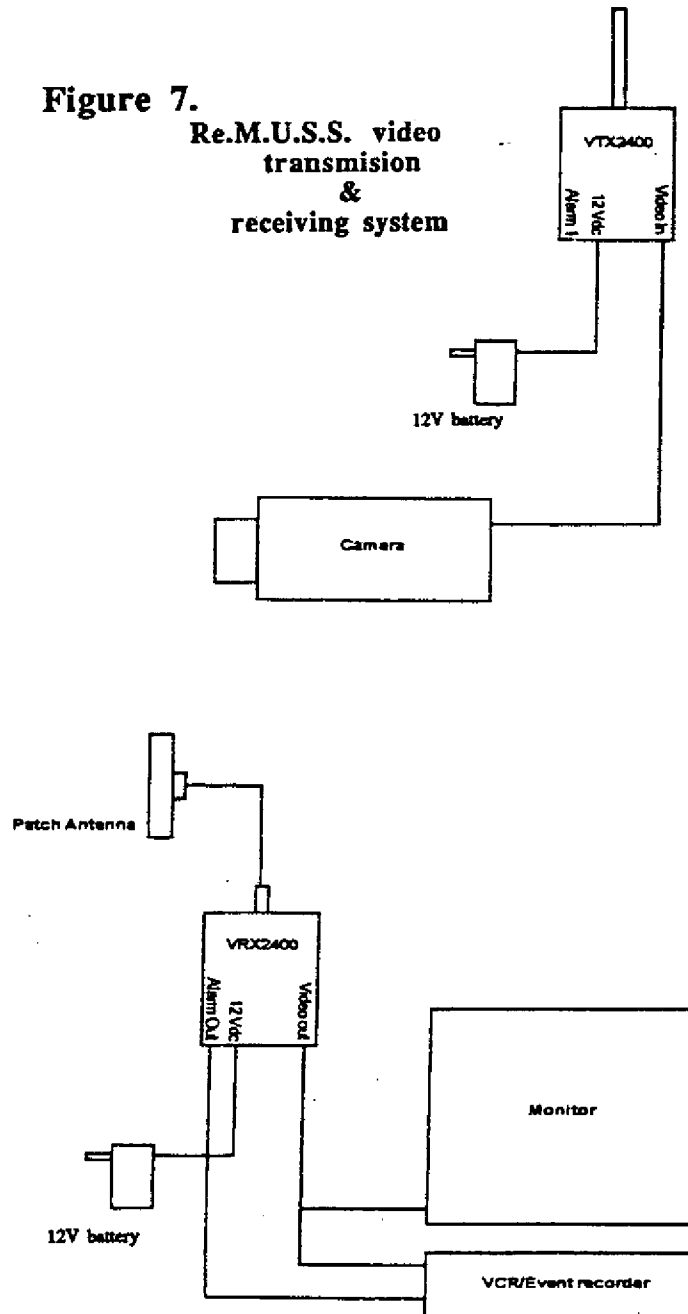 Figure 7.
Re.M.U.S.S. video
transmision
&
receiving system
VTX2400
Alarm I
12Vdc
Video in
12V battery
Camera
Patch Antenna
VRX2400
Alarm Out
12Vdc
Video out
Monitor
12V battery
VCR/Event recorder